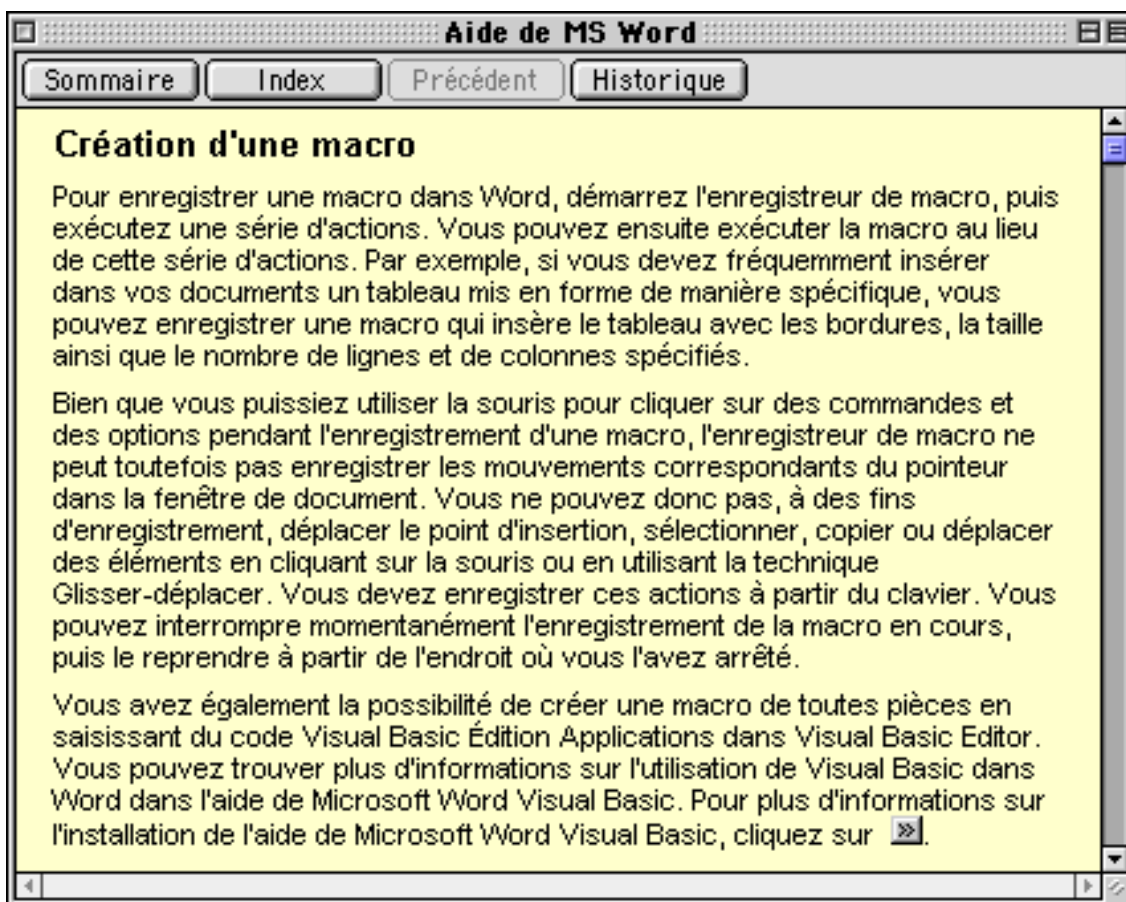 Aide de MS Word
Sommaire Index Précédent Historique
Création d'une macro
Pour enregistrer une macro dans Word, démarrez l'enregistreur de macro, puis
exécutez une série d'actions. Vous pouvez ensuite exécuter la macro au lieu
de cette série d'actions. Par exemple, si vous devez fréquemment insérer
dans vos documents un tableau mis en forme de manière spécifique, vous
pouvez enregistrer une macro qui insère le tableau avec les bordures, la taille
ainsi que le nombre de lignes et de colonnes spécifiés.
Bien que vous puissiez utiliser la souris pour cliquer sur des commandes et
des options pendant l'enregistrement d'une macro, l'enregistreur de macro ne
peut toutefois pas enregistrer les mouvements correspondants du pointeur
dans la fenêtre de document. Vous ne pouvez donc pas, à des fins
d'enregistrement, déplacer le point d'insertion, sélectionner, copier ou déplacer
des éléments en cliquant sur la souris ou en utilisant la technique
Glisser-déplacer. Vous devez enregistrer ces actions à partir du clavier. Vous
pouvez interrompre momentanément l'enregistrement de la macro en cours,
puis le reprendre à partir de l'endroit où vous l'avez arrêté.
Vous avez également la possibilité de créer une macro de toutes pièces en
saisissant du code Visual Basic Édition Applications dans Visual Basic Editor.
Vous pouvez trouver plus d'informations sur l'utilisation de Visual Basic dans
Word dans l'aide de Microsoft Word Visual Basic. Pour plus d'informations sur
l'installation de l'aide de Microsoft Word Visual Basic, cliquez sur ».